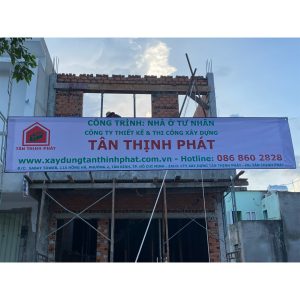 CÔNG TRÌNH: NHÀ Ở TƯ NHÂN
CÔNG TY THIẾT KẾ & THI CÔNG XÂY DỰNG
TÂN THỊNH PHÁT
TÂN THỊNH PHÁT
www.xaydungtanthinhphat.com.vn - Hotline: 086 860 2828